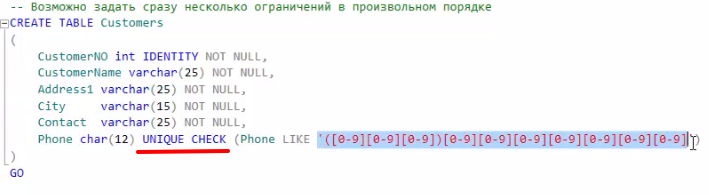 -- Возможно задать сразу несколько ограничений в произвольном порядке
CREATE TABLE Customers
(
CustomerNO int IDENTITY NOT NULL,
CustomerName varchar(25) NOT NULL,
Address1 varchar(25) NOT NULL,
City varchar(15) NOT NULL,
Contact varchar(25) NOT NULL,
Phone char(12) UNIQUE CHECK (Phone LIKE '([0-9][0-9][0-9])[0-9][0-9][0-9][0-9][0-9][0-9][0-9]')
)
GO